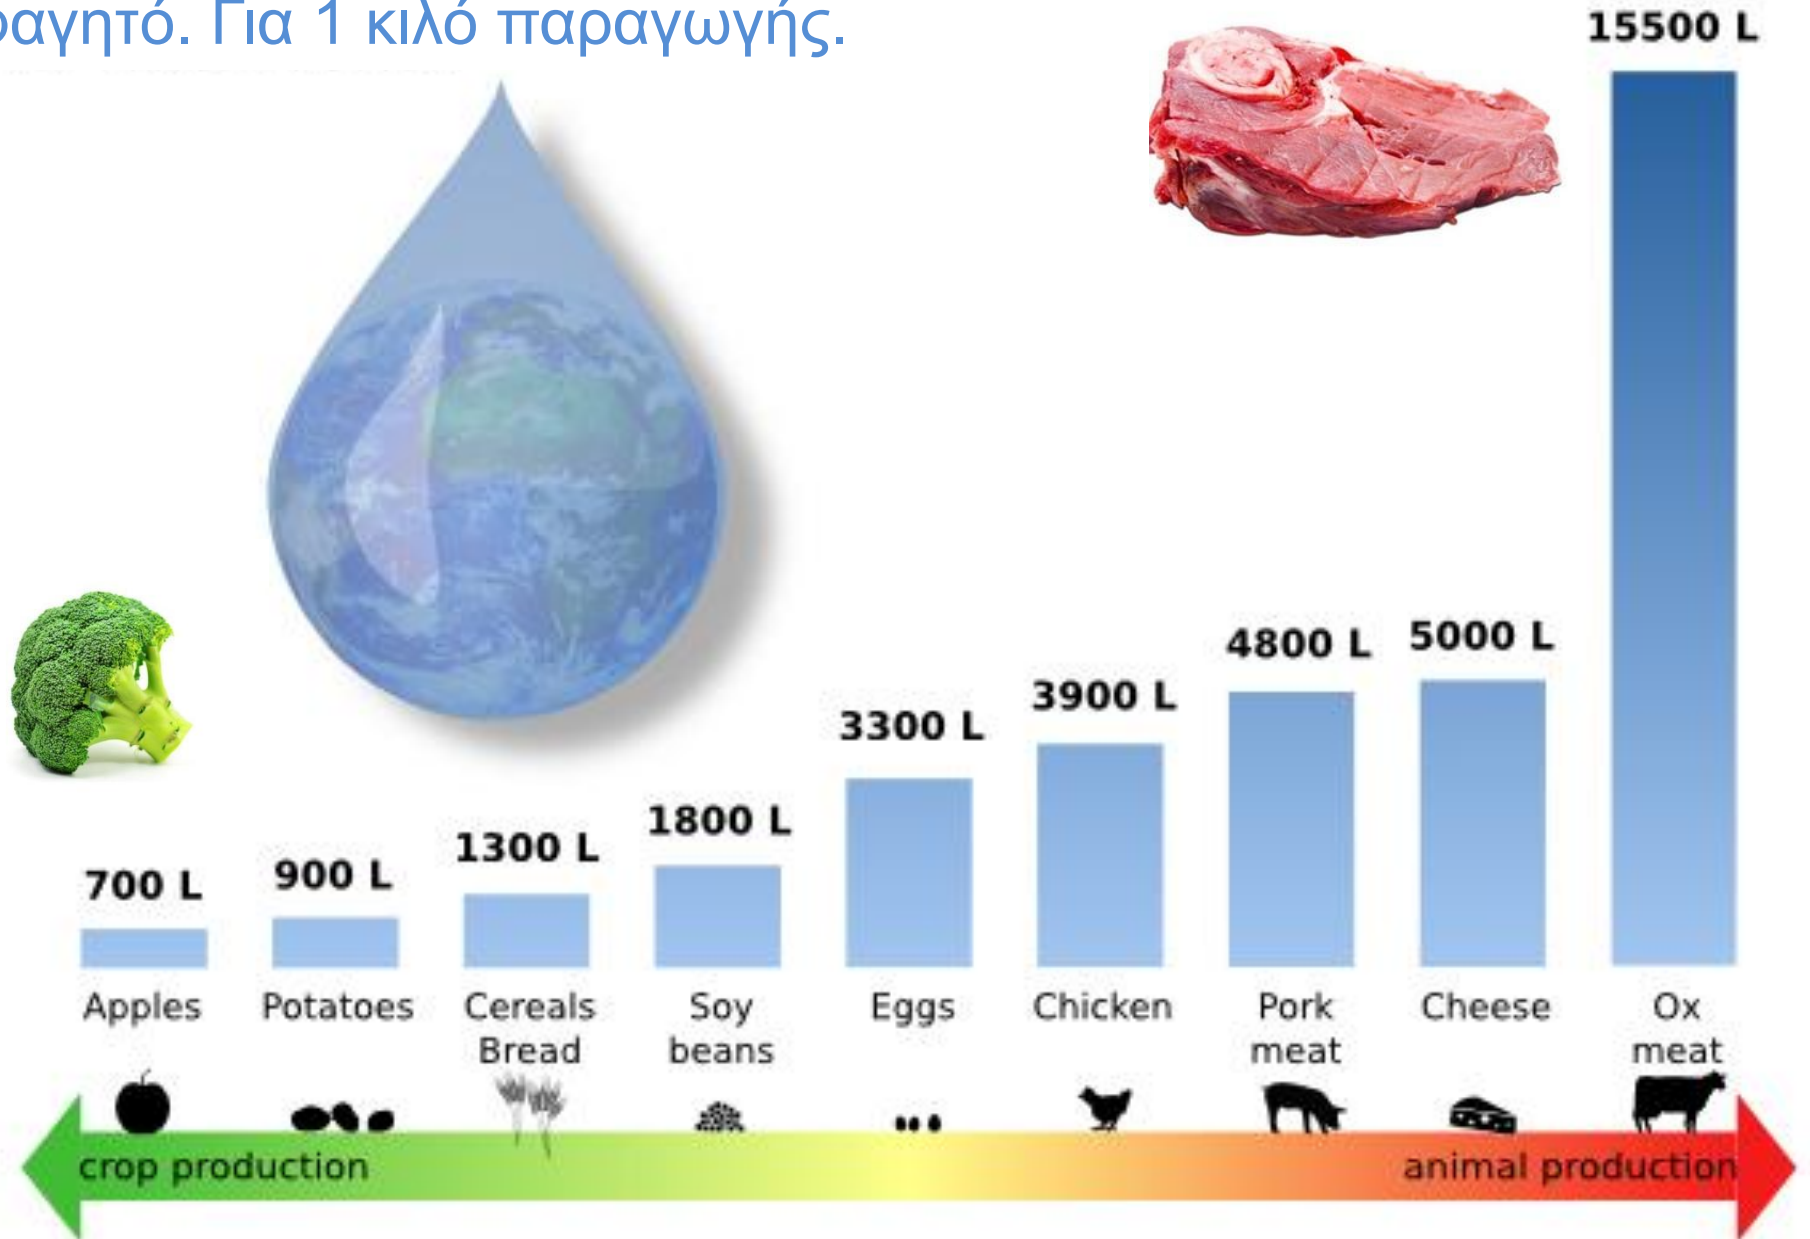 φαγητό. Για 1 κιλό παραγωγής.
15500 L
5000 L
4800 L
3900 L
3300 L
1800 L
1300 L
900 L
700 L
Apples
Potatoes
Cereals
Bread
Soy
beans
Eggs
Chicken
Pork
meat
Cheese
Ox
meat
crop production
animal production